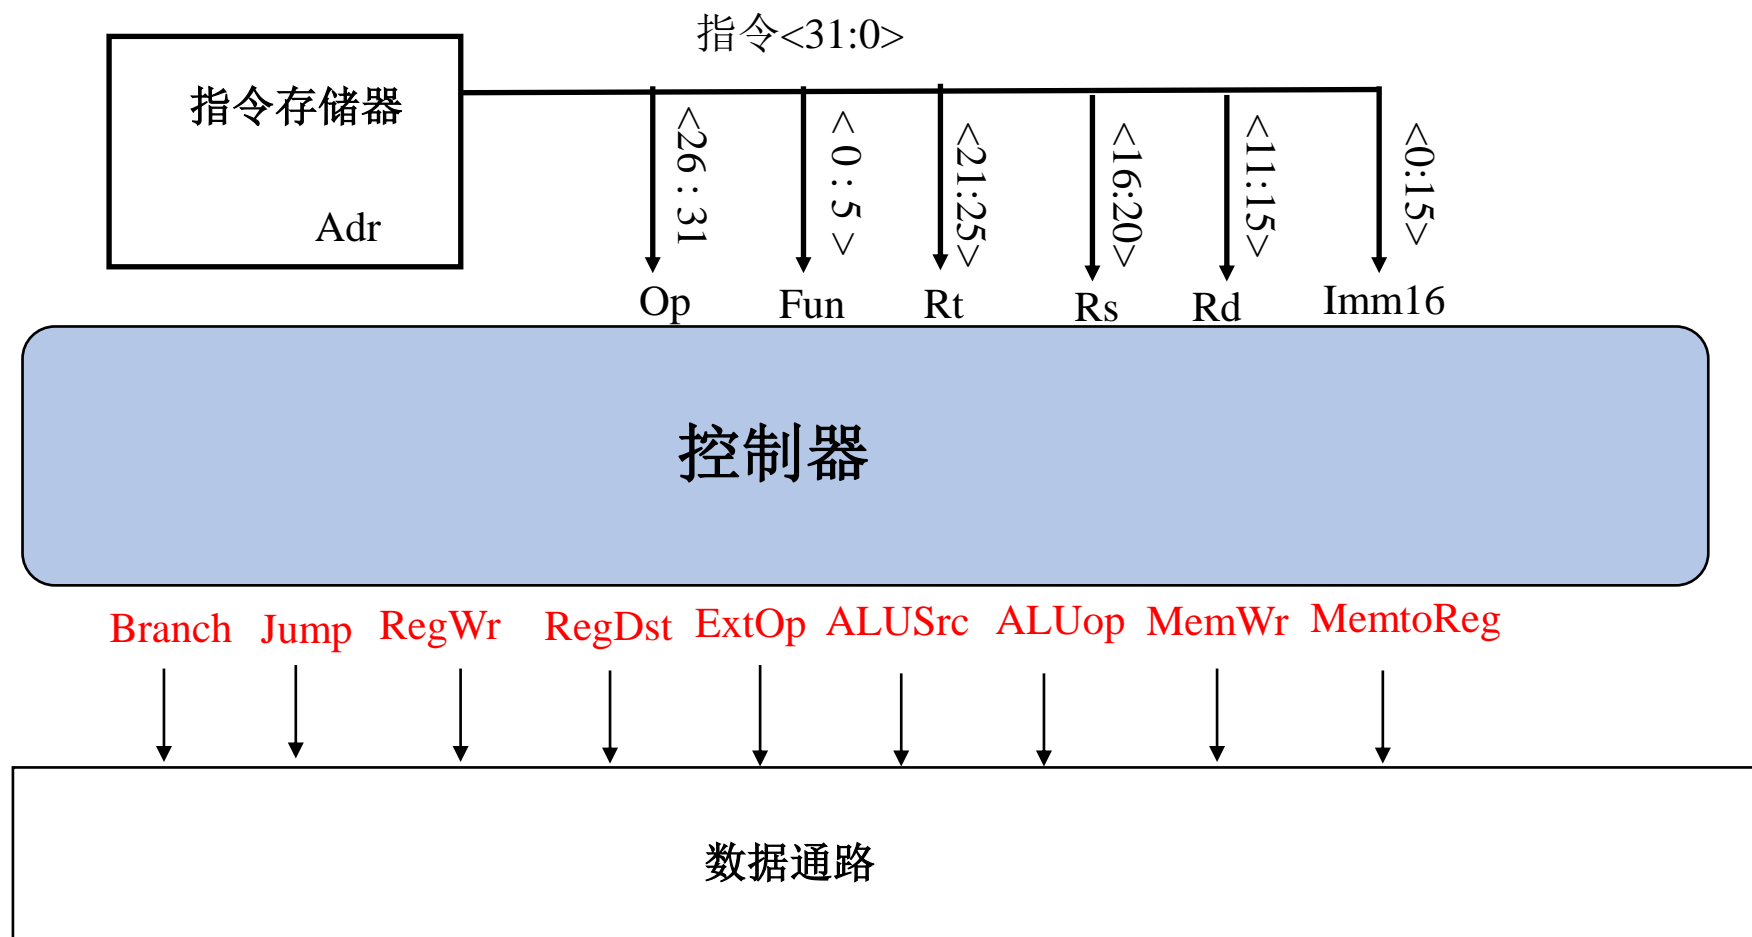 指令<31:0>
指令存储器
Adr
<26:31
<0:5>
<21:25>
<16:20>
<11:15>
<0:15>
Op
Fun
Rt
Rs
Rd
Imm16
控制器
Branch
Jump
RegWr
RegDst
ExtOp
ALUSrc
ALUop
MemWr
MemtoReg
数据通路